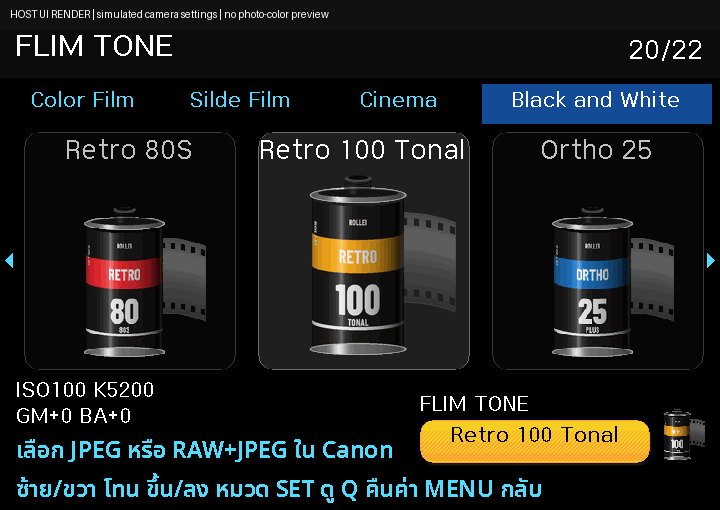 HOST UI RENDER | simulated camera settings | no photo-color preview
FLIM TONE
20/22
Color Film
Silde Film
Cinema
Black and White
Retro 80S
Retro 100 Tonal
Ortho 25
ROLLEI
RETRO
80
80S
ROLLEI
RETRO
100
TONAL
ROLLEI
ORTHO
25
PLUS
ISO100 K5200
GM+0 BA+0
FLIM TONE
Retro 100 Tonal
100
เลือก JPEG หรือ RAW+JPEG ใน Canon
ซ้าย/ขวา โทน ขึ้น/ลง หมวด SET ดู Q คืนค่า MENU กลับ